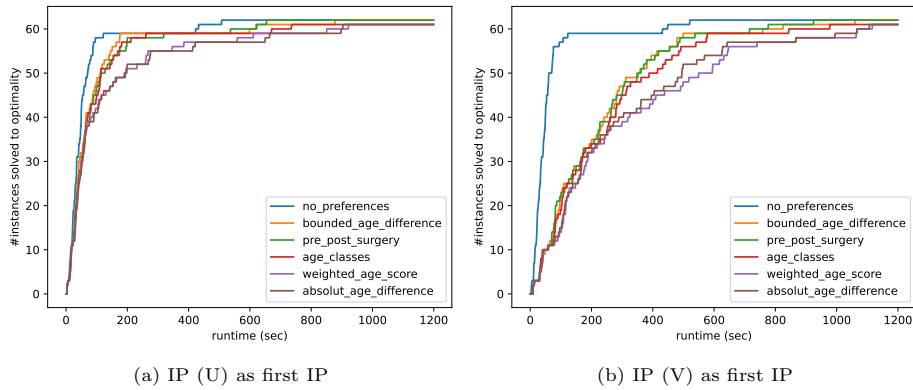 #instances solved to optimality
60
50
40
30
20
10
0
0 200 400 600 800 1000 1200
runtime (sec)
no_preferences
bounded_age_difference
pre_post_surgery
age_classes
weighted_age_score
absolut_age_difference
(a) IP (U) as first IP
#instances solved to optimality
60
50
40
30
20
10
0
0 200 400 600 800 1000 1200
runtime (sec)
no_preferences
bounded_age_difference
pre_post_surgery
age_classes
weighted_age_score
absolut_age_difference
(b) IP (V) as first IP